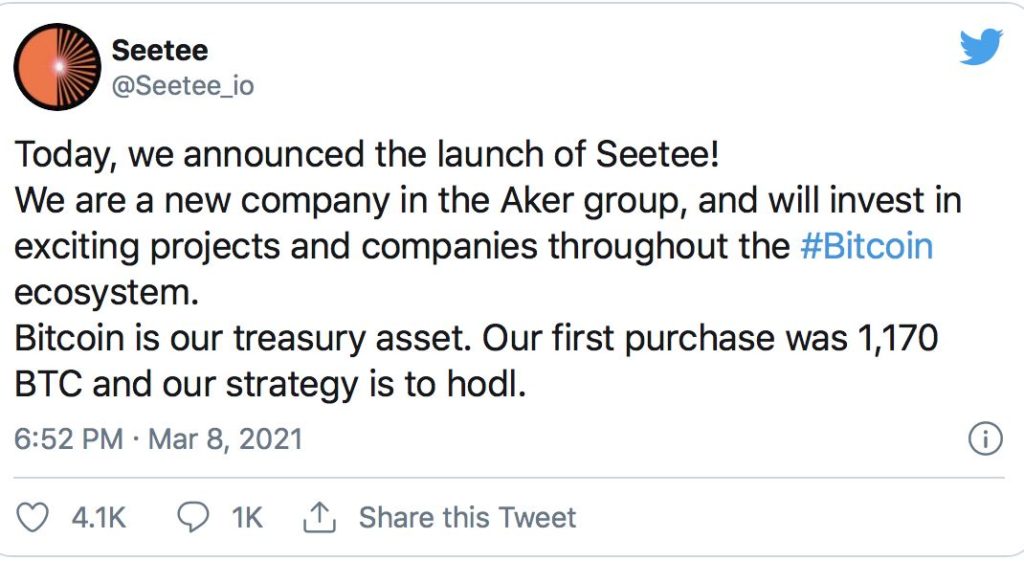 Seetee
@Seetee_io
Today, we announced the launch of Seetee!
We are a new company in the Aker group, and will invest in
exciting projects and companies throughout the #Bitcoin
ecosystem.
Bitcoin is our treasury asset. Our first purchase was 1,170
BTC and our strategy is to hodl.
6:52 PM · Mar 8, 2021
4.1K 1K Share this Tweet